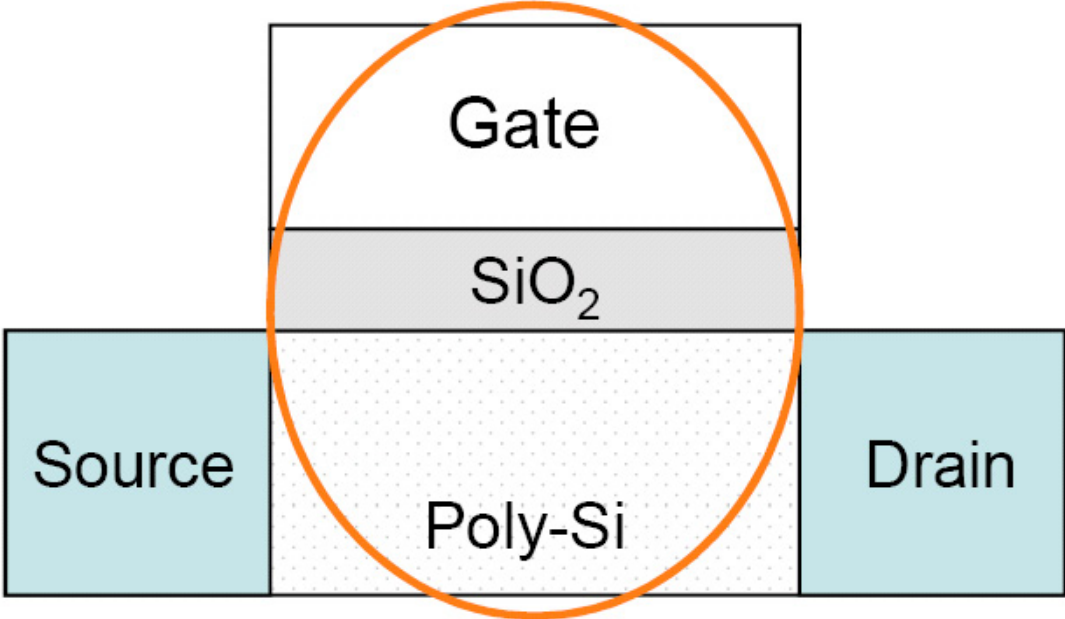 Gate
SiO₂
Source
Drain
Poly-Si